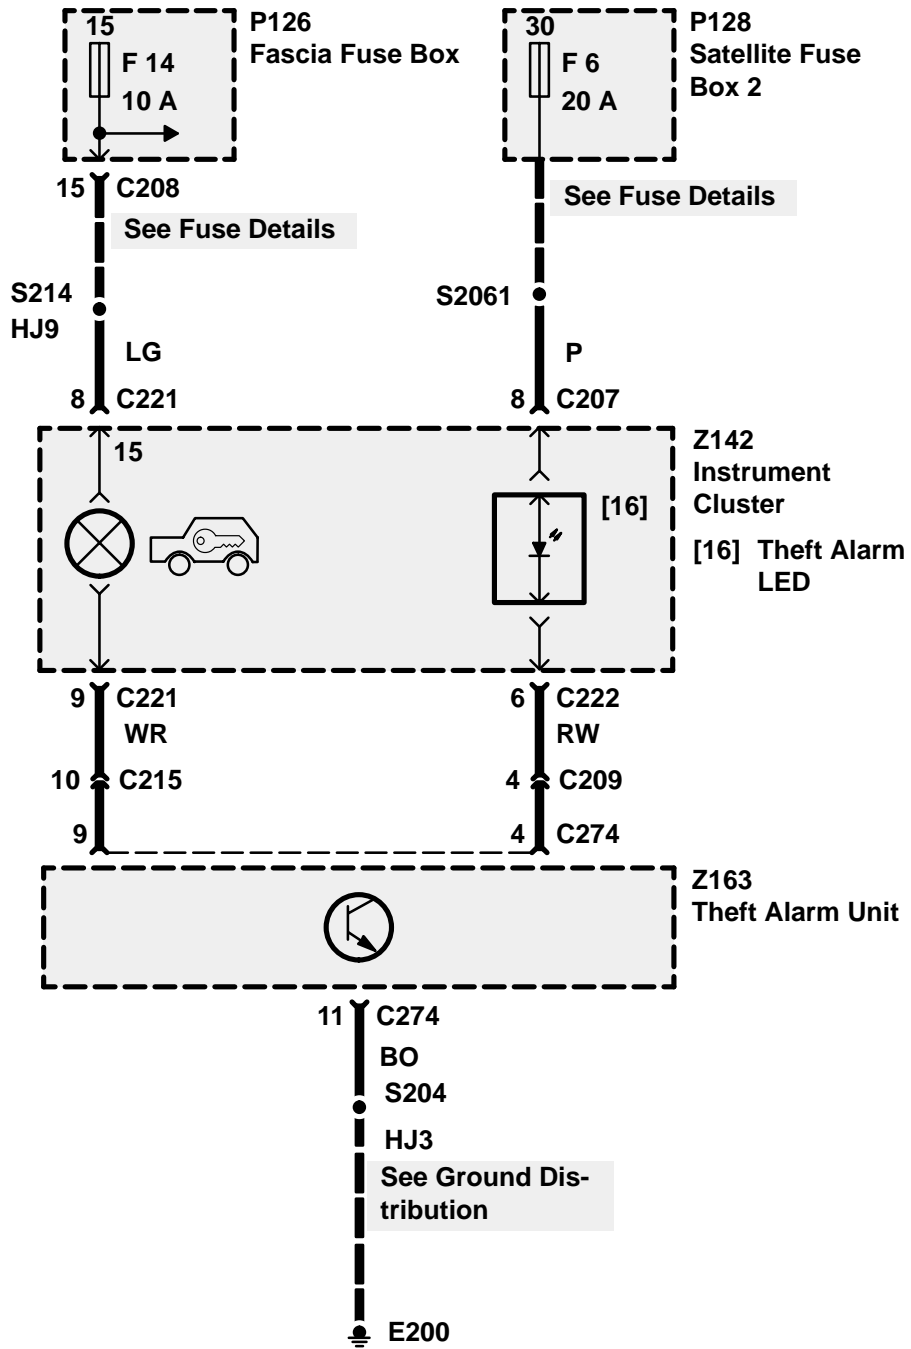 15
F 14
10 A
P126
Fascia Fuse Box
30
F 6
20 A
P128
Satellite Fuse
Box 2
15 C208
See Fuse Details
See Fuse Details
S214
HJ9
S2061
LG
P
8 C221
8 C207
15
[16]
Z142
Instrument
Cluster
[16] Theft Alarm
LED
9 C221
WR
6 C222
RW
10 C215
4 C209
9
4 C274
Z163
Theft Alarm Unit
11 C274
BO
S204
HJ3
See Ground Dis-
tribution
E200